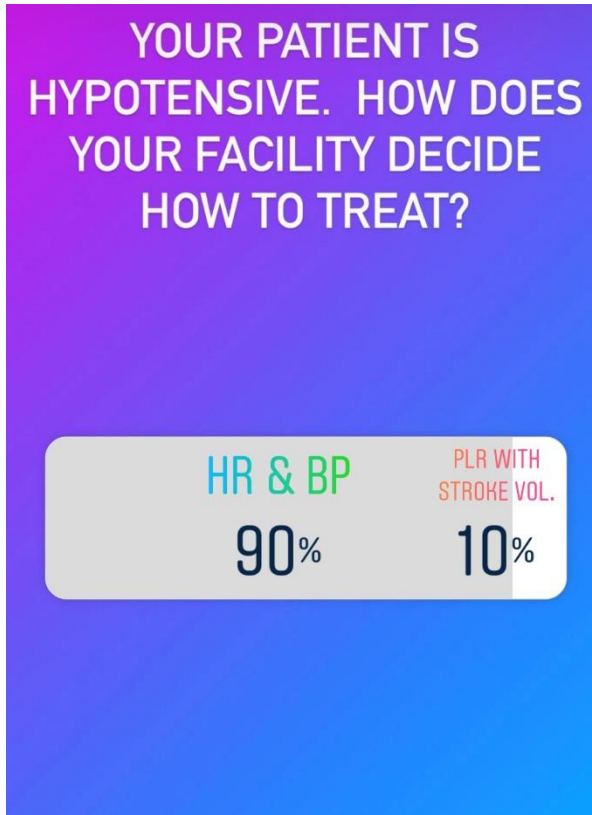 YOUR PATIENT IS
HYPOTENSIVE. HOW DOES
YOUR FACILITY DECIDE
HOW TO TREAT?
HR & BP
90%
PLR WITH
STROKE VOL.
10%